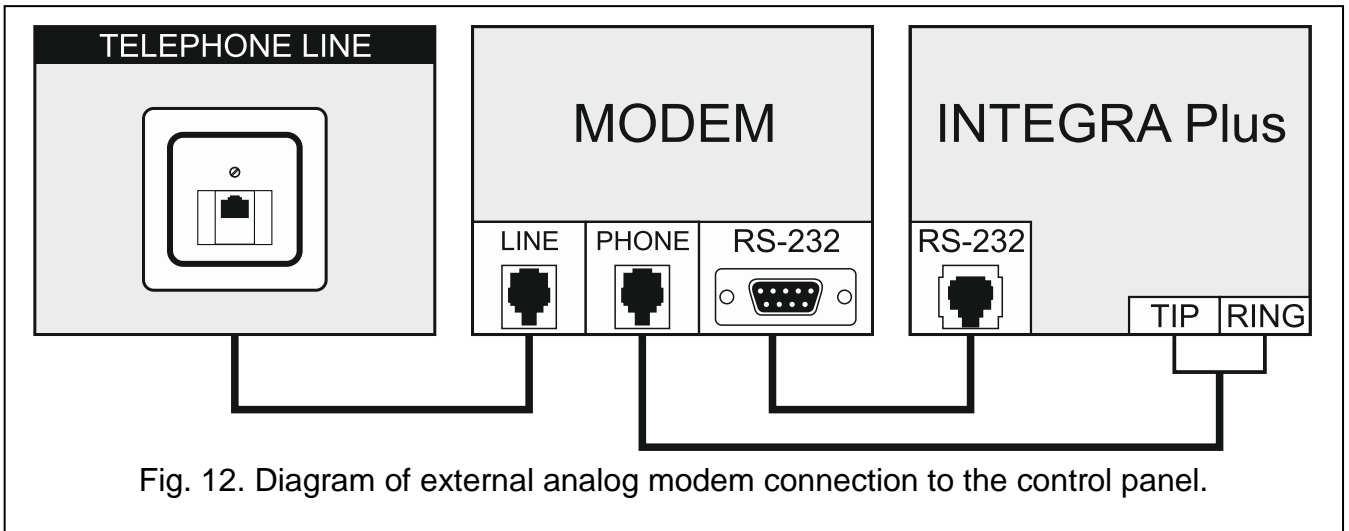 TELEPHONE LINE
MODEM
INTEGRA Plus
LINE
PHONE
RS-232
RS-232
TIP
RING
Fig. 12. Diagram of external analog modem connection to the control panel.